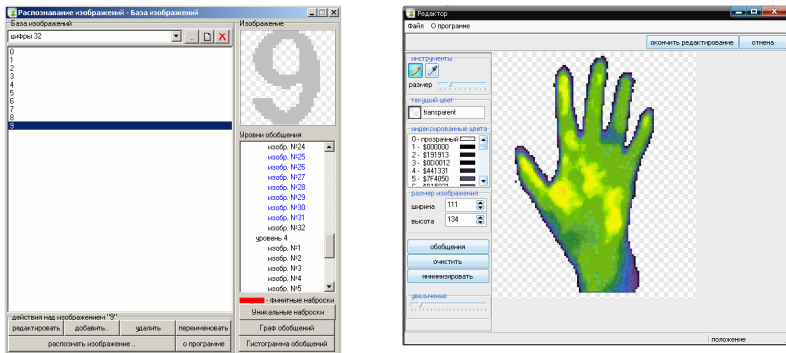 Распознавание изображений - База изображений
База изображений
цифры 32
..
0
1
2
3
4
5
6
7
8
9
действия над изображением "9"
редактировать
добавить..
удалить
переименовать
распознать изображение..
о программе
Изображение
9
Уровни обобщения
изобр. №24
изобр. №25
изобр. №26
изобр. №27
изобр. №28
изобр. №29
изобр. №30
изобр. №31
изобр. №32
уровень 4
изобр. №1
изобр. №2
изобр. №3
изобр. №4
изобр. №5
- финитные наброски
Уникальные наброски
Граф обобщений
Гистограмма обобщений
Редактор
Файл О программе
окончить редактирование
отмена
инструменты
размер
текущий цвет
transparent
индексированные цвета
0 - прозрачный
1 - $000000
2 - $191913
3 - $0D0012
4 - $441331
5 - $7F4050
размер изображения
ширина 111
высота 134
обобщения
очистить
минимизировать
увеличение
положение